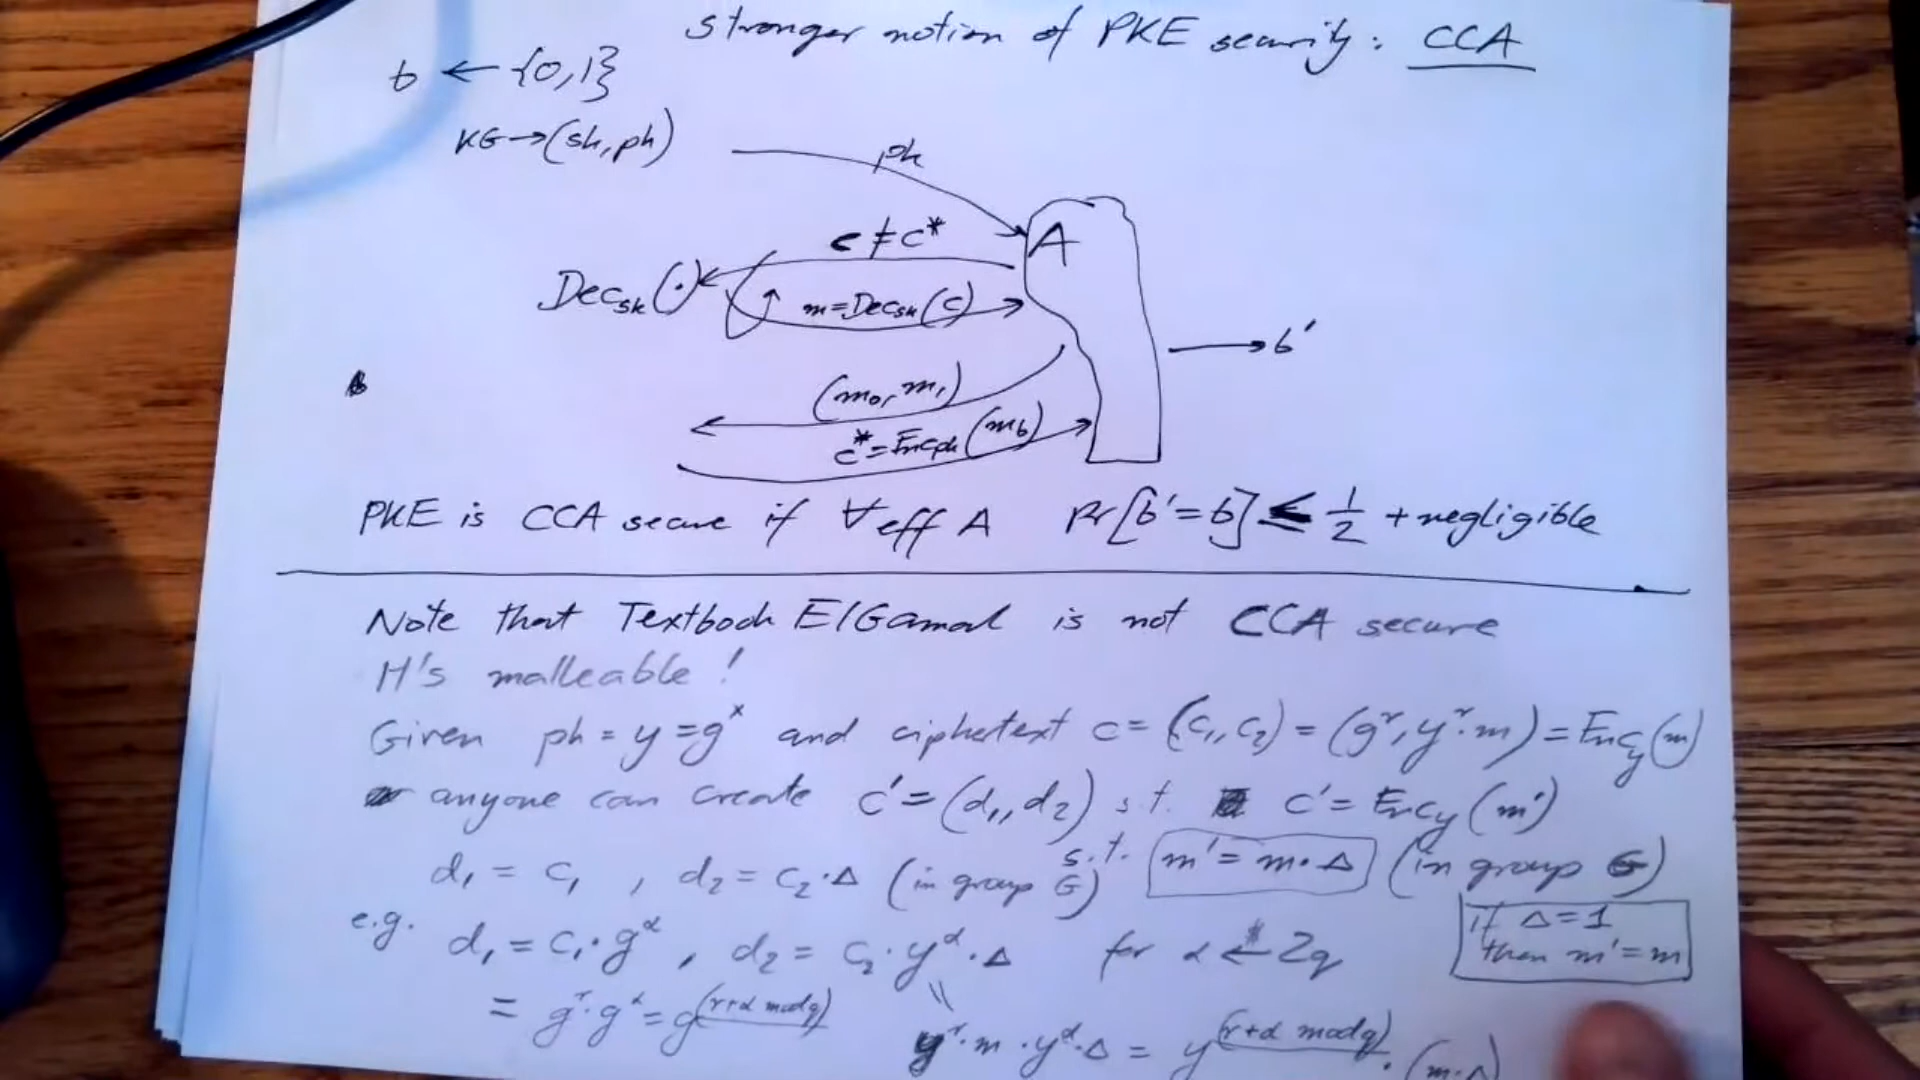 stronger notion of PKE security: CCA
b ← {0,1}
KG→(sk,pk)
pk
A
c ≠ c*
Dec_sk(·)
m=Dec_sk(c)
b'
(m0, m1)
c*=Enc_pk(m_b)
PKE is CCA secure if ∀ eff A Pr[b'=b] ≤ 1/2 + negligible
Note that Textbook ElGamal is not CCA secure
It's malleable !
Given pk = y = g^x and ciphertext c = (c1, c2) = (g^r, y^r·m) = Enc_y(m)
anyone can create c' = (d1, d2) s.t. c' = Enc_y(m')
d1 = c1 , d2 = c2·Δ (in group G) s.t. m' = m·Δ (in group G)
if Δ=1
then m'=m
e.g. d1 = c1·g^α , d2 = c2·y^α·Δ for α ←$ Zq
= g^r·g^α = g^(r+α mod q)
y^r·m·y^α·Δ = y^(r+α mod q)·(m·Δ)